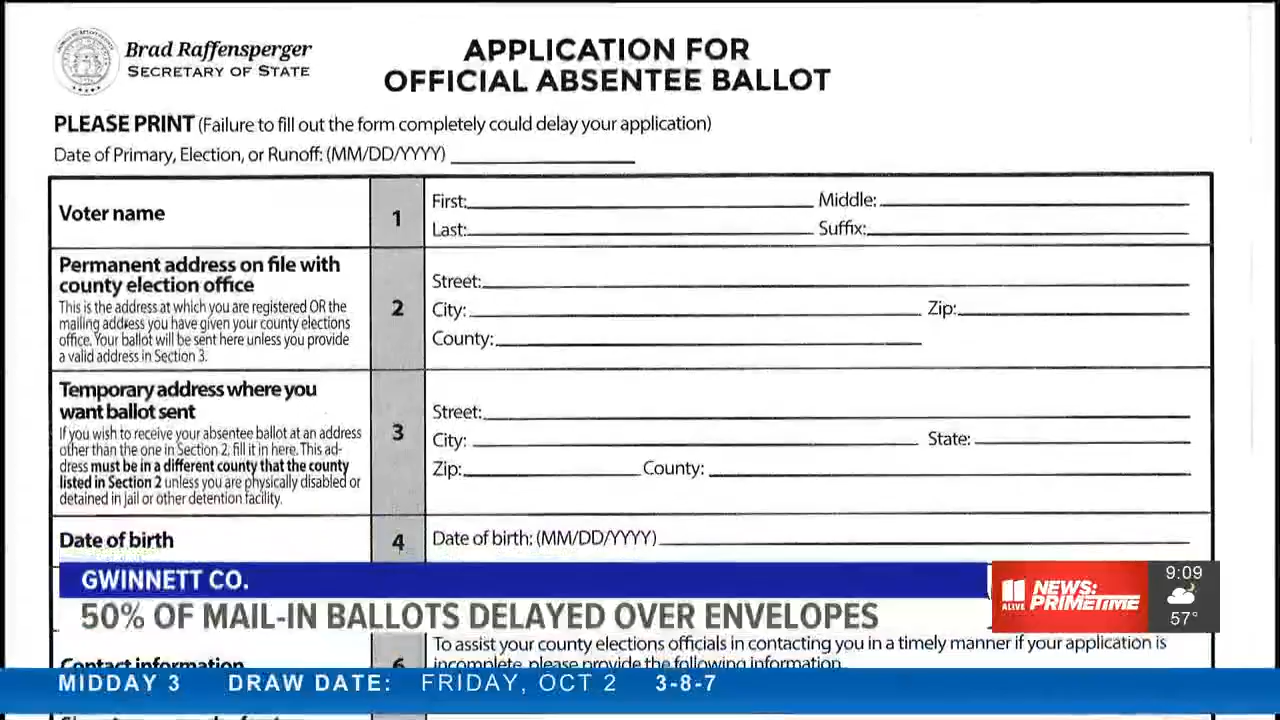 Brad Raffensperger
SECRETARY OF STATE
APPLICATION FOR
OFFICIAL ABSENTEE BALLOT
PLEASE PRINT (Failure to fill out the form completely could delay your application)
Date of Primary, Election, or Runoff: (MM/DD/YYYY)
Voter name
1
First:
Middle:
Last:
Suffix:
Permanent address on file with
county election office
This is the address at which you are registered OR the
mailing address you have given your county elections
office. Your ballot will be sent here unless you provide
a valid address in Section 3.
2
Street:
City:
Zip:
County:
Temporary address where you
want ballot sent
If you wish to receive your absentee ballot at an address
other than the one in Section 2, fill it in here. This ad-
dress must be in a different county that the county
listed in Section 2 unless you are physically disabled or
detained in jail or other detention facility.
3
Street:
City:
State:
Zip:
County:
Date of birth
4
Date of birth: (MM/DD/YYYY)
GWINNETT CO.
50% OF MAIL-IN BALLOTS DELAYED OVER ENVELOPES
11 ALIVE
NEWS:
PRIMETIME
9:09
57°
Contact information
6
To assist your county elections officials in contacting you in a timely manner if your application is
incomplete, please provide the following information.
MIDDAY 3 DRAW DATE: FRIDAY, OCT 2 3-8-7